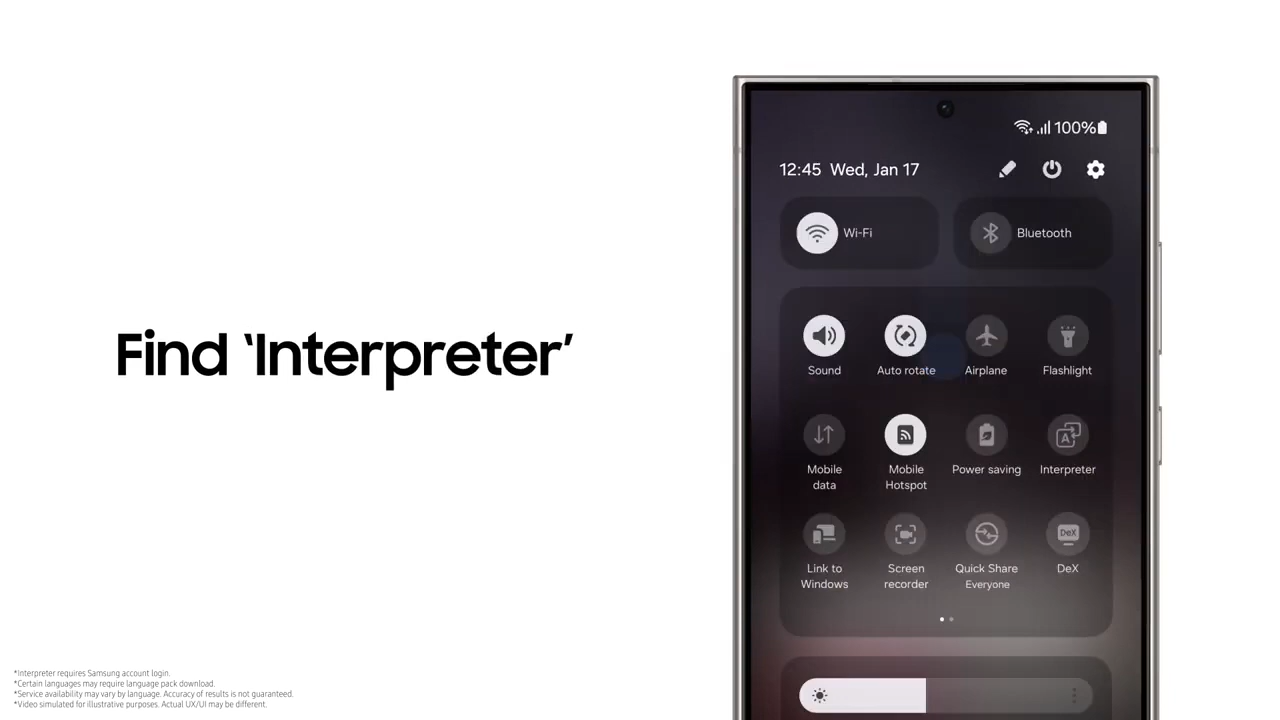 Find ‘Interpreter’
100%
12:45 Wed, Jan 17
Wi-Fi
Bluetooth
Sound
Auto rotate
Airplane
Flashlight
Mobile
data
Mobile
Hotspot
Power saving
Interpreter
Link to
Windows
Screen
recorder
Quick Share
Everyone
DeX
DeX
*Interpreter requires Samsung account login.
*Certain languages may require language pack download.
*Service availability may vary by language. Accuracy of results is not guaranteed.
*Video simulated for illustrative purposes. Actual UX/UI may be different.